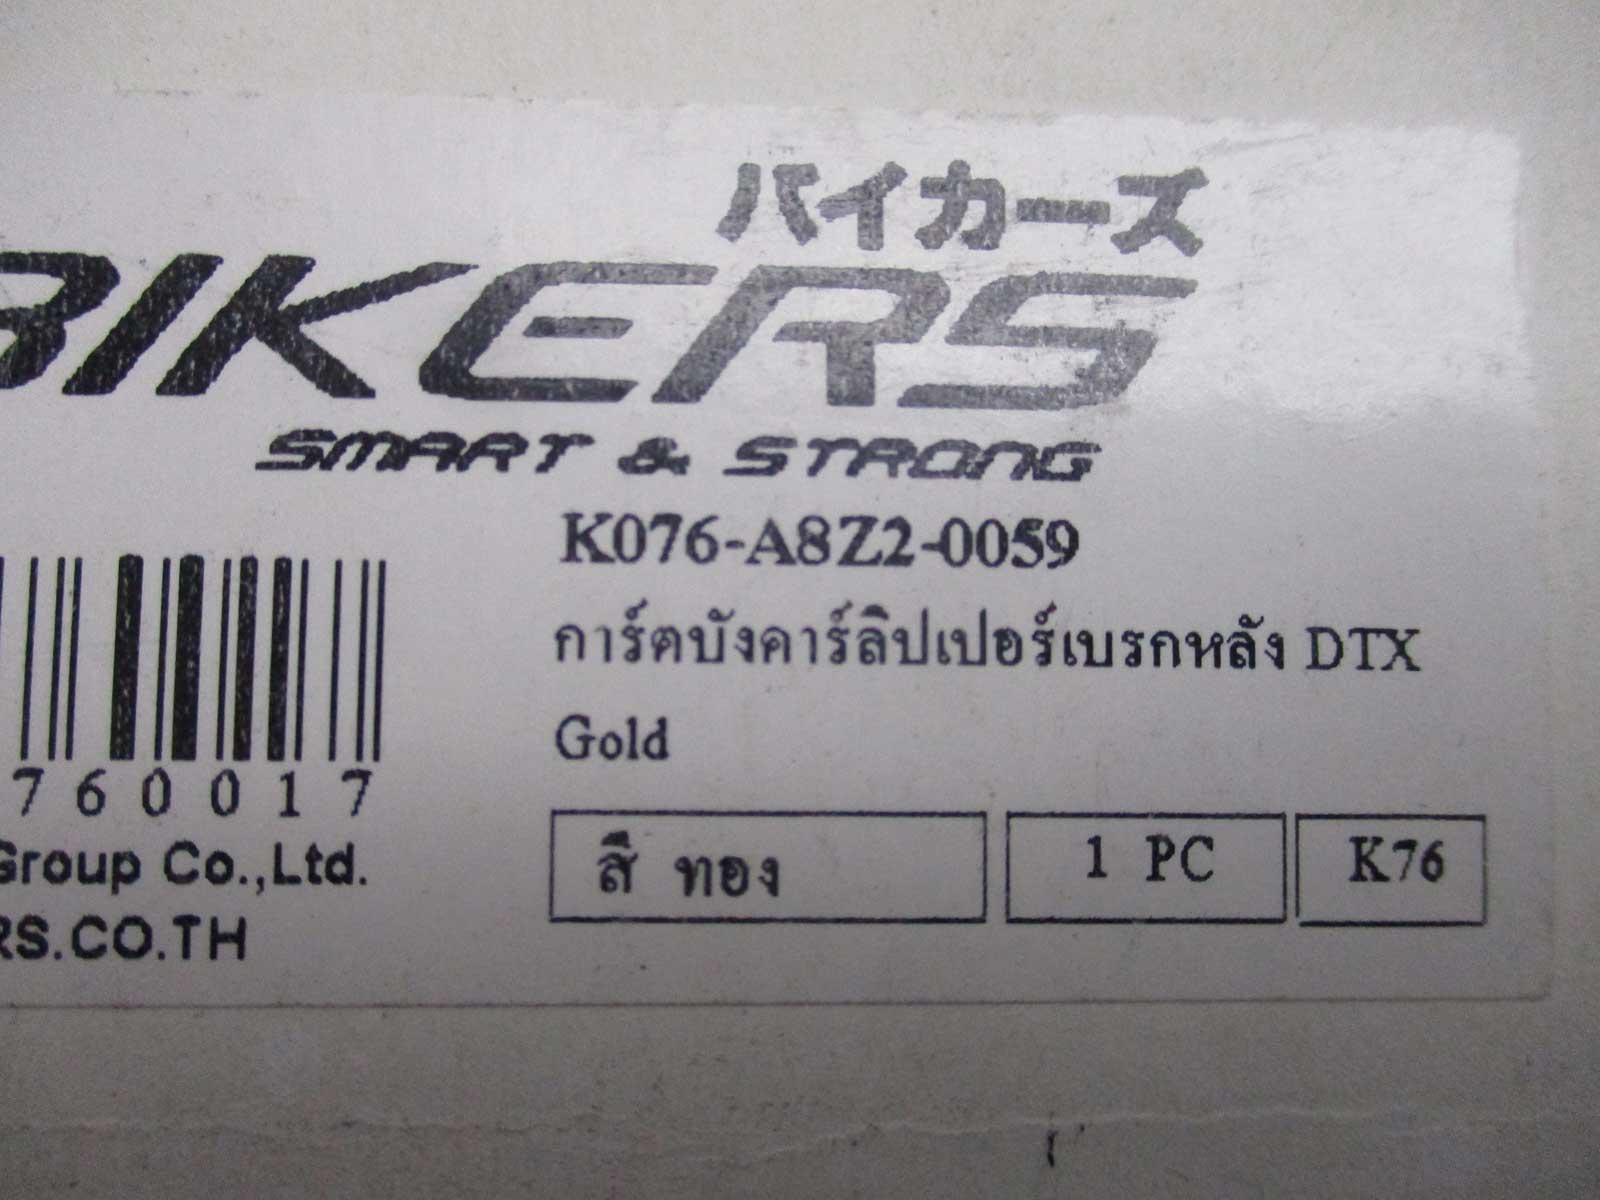 バイカーズ
BIKERS
SMART & STRONG
K076-A8Z2-0059
การ์ตบังคาร์ลิปเปอร์เบรกหลัง DTX
Gold
760017
Group Co.,Ltd.
RS.CO.TH
สี ทอง
1 PC
K76